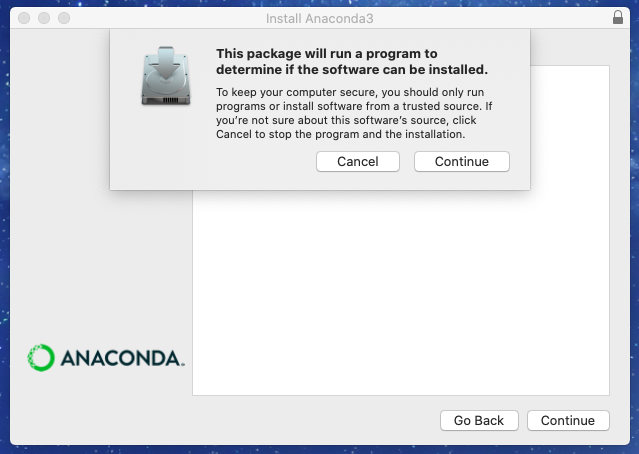 Install Anaconda3
This package will run a program to
determine if the software can be installed.
To keep your computer secure, you should only run
programs or install software from a trusted source. If
you're not sure about this software's source, click
Cancel to stop the program and the installation.
Cancel
Continue
ANACONDA.
Go Back
Continue